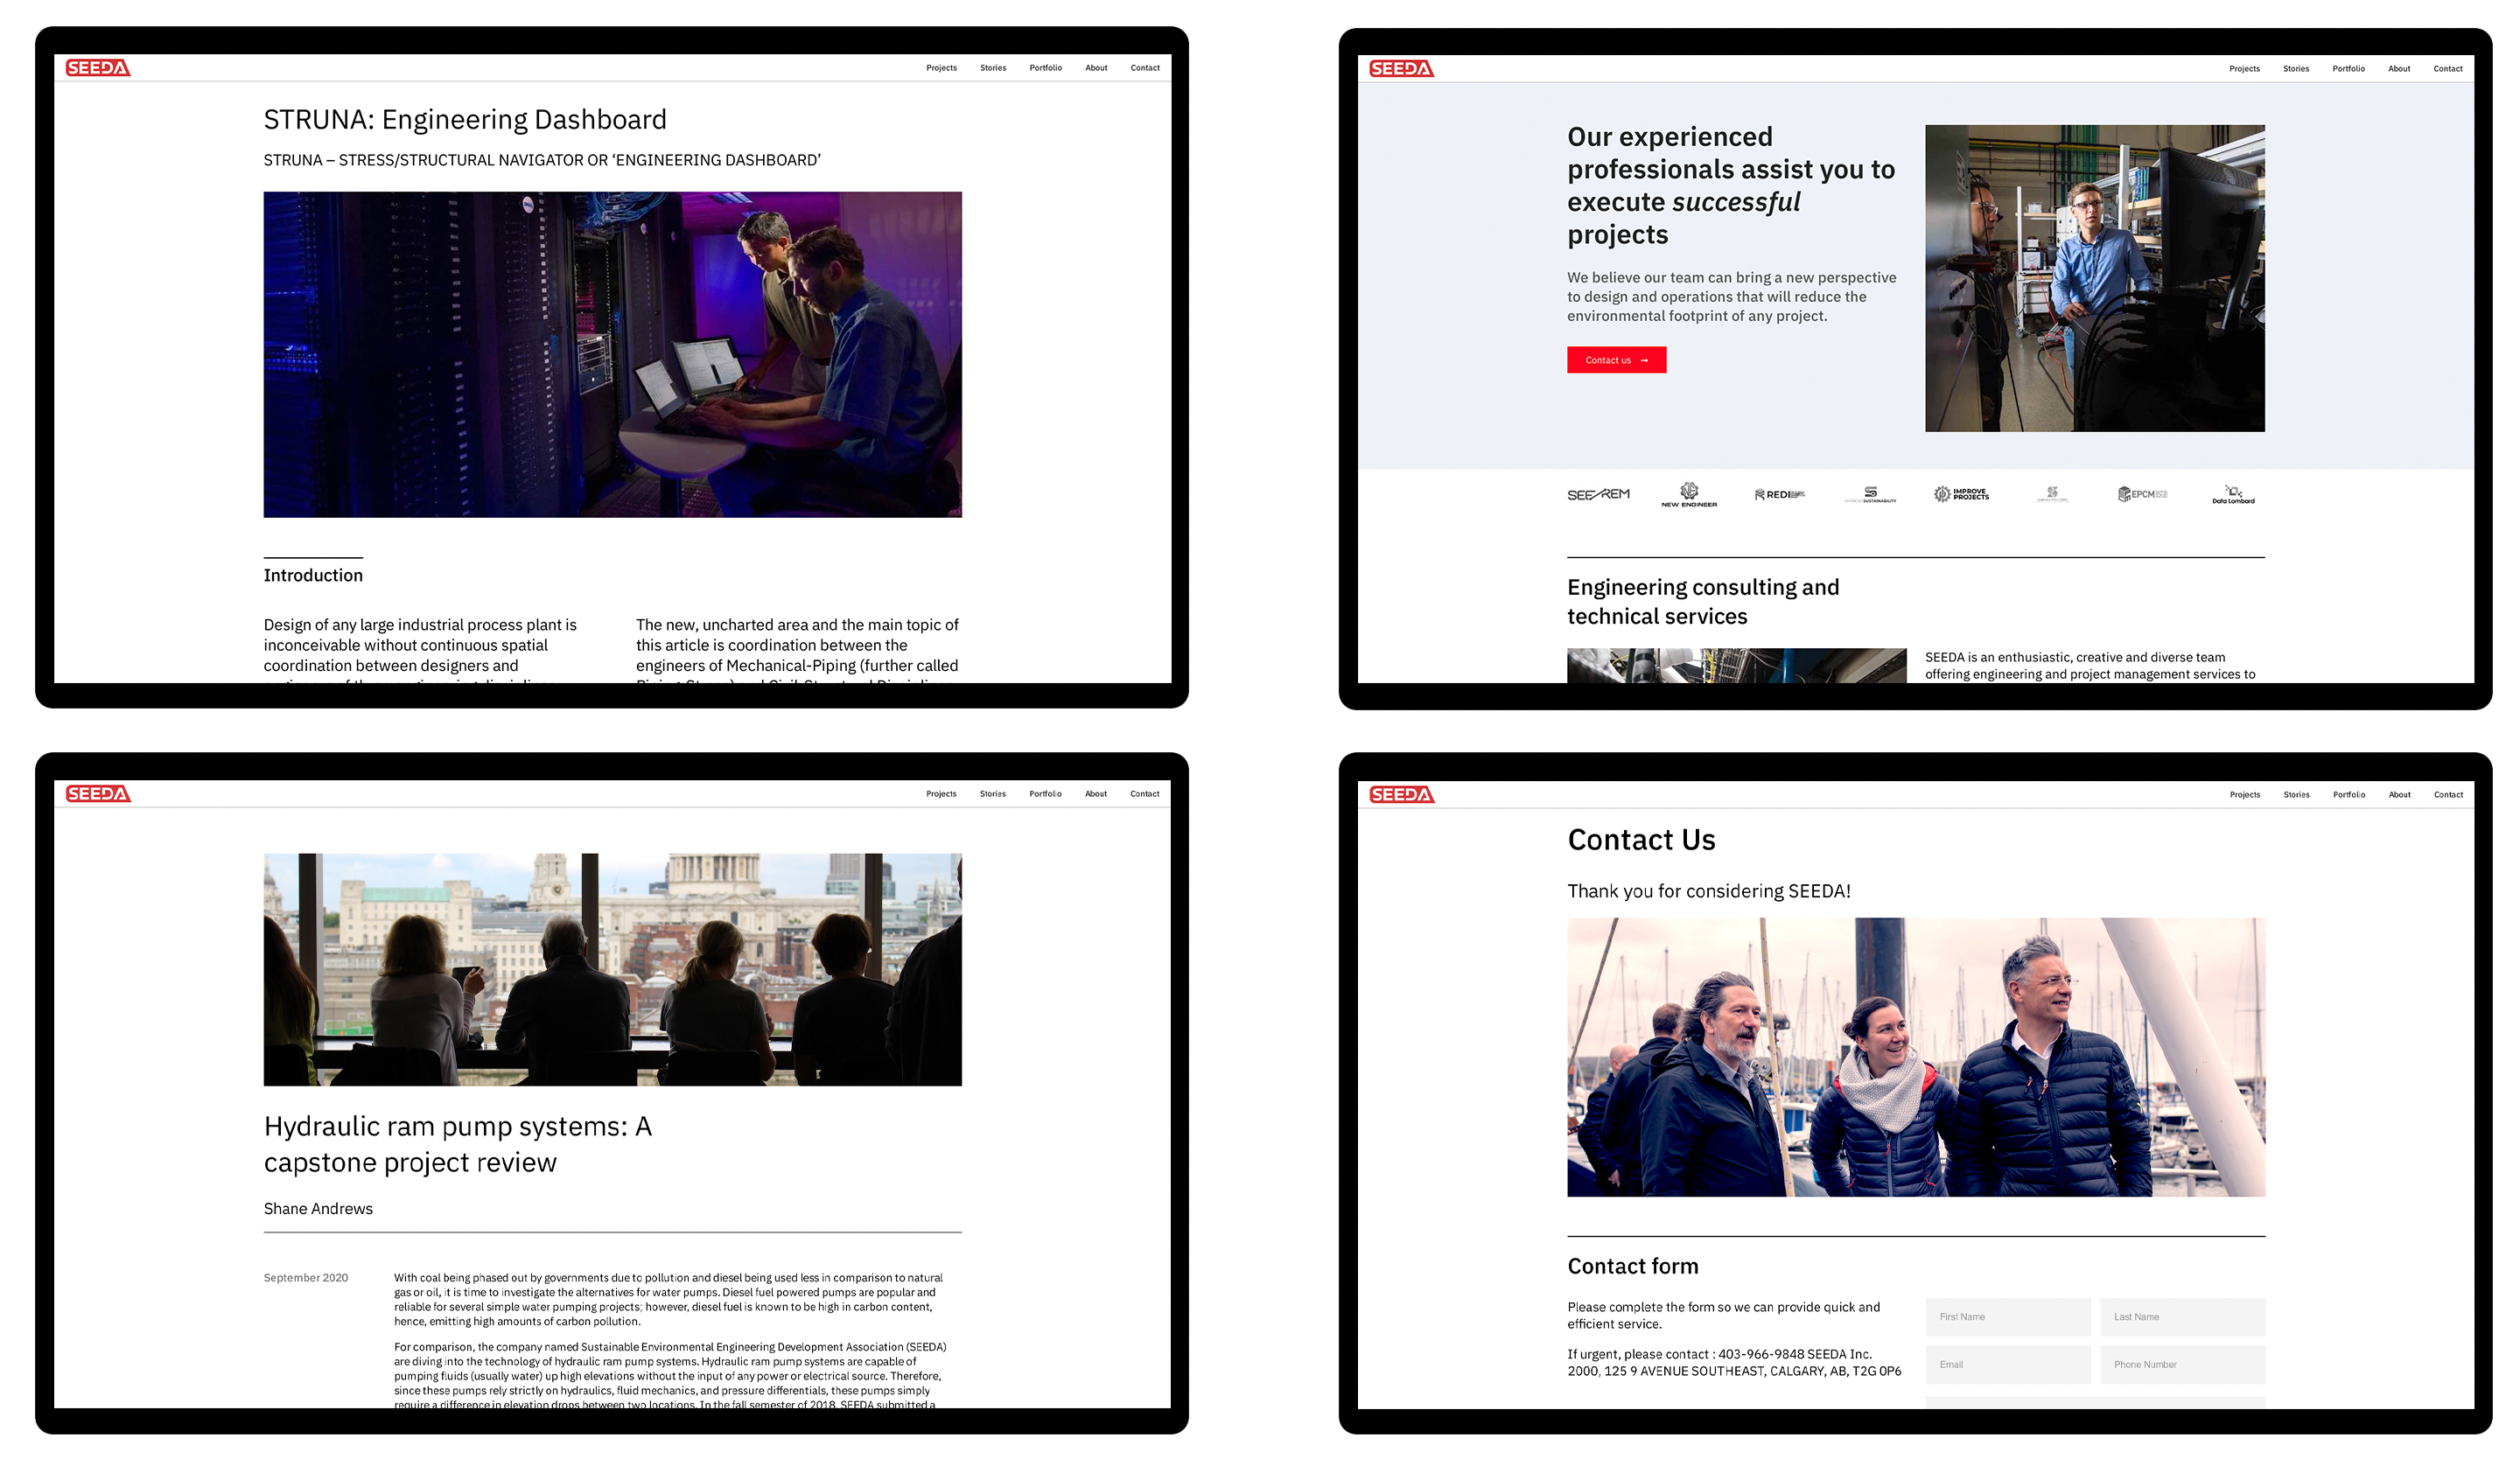 SEEDA
Projects Stories Portfolio About Contact
STRUNA: Engineering Dashboard
STRUNA – STRESS/STRUCTURAL NAVIGATOR OR ‘ENGINEERING DASHBOARD’
Introduction
Design of any large industrial process plant is
inconceivable without continuous spatial
coordination between designers and
The new, uncharted area and the main topic of
this article is coordination between the
engineers of Mechanical-Piping (further called
SEEDA
Projects Stories Portfolio About Contact
Our experienced
professionals assist you to
execute successful
projects
We believe our team can bring a new perspective
to design and operations that will reduce the
environmental footprint of any project.
Contact us →
SEE/REM
NEW ENGINEER
REDI
SUSTAINABILITY
IMPROVE
PROJECTS
EPCM
Data Lombard
Engineering consulting and
technical services
SEEDA is an enthusiastic, creative and diverse team
offering engineering and project management services to
SEEDA
Projects Stories Portfolio About Contact
Hydraulic ram pump systems: A
capstone project review
Shane Andrews
September 2020
With coal being phased out by governments due to pollution and diesel being used less in comparison to natural
gas or oil, it is time to investigate the alternatives for water pumps. Diesel fuel powered pumps are popular and
reliable for several simple water pumping projects; however, diesel fuel is known to be high in carbon content,
hence, emitting high amounts of carbon pollution.
For comparison, the company named Sustainable Environmental Engineering Development Association (SEEDA)
are diving into the technology of hydraulic ram pump systems. Hydraulic ram pump systems are capable of
pumping fluids (usually water) up high elevations without the input of any power or electrical source. Therefore,
since these pumps rely strictly on hydraulics, fluid mechanics, and pressure differentials, these pumps simply
require a difference in elevation drops between two locations. In the fall semester of 2018, SEEDA submitted a
SEEDA
Projects Stories Portfolio About Contact
Contact Us
Thank you for considering SEEDA!
Contact form
Please complete the form so we can provide quick and
efficient service.
If urgent, please contact : 403-966-9848 SEEDA Inc.
2000, 125 9 AVENUE SOUTHEAST, CALGARY, AB, T2G 0P6
First Name
Last Name
Email
Phone Number